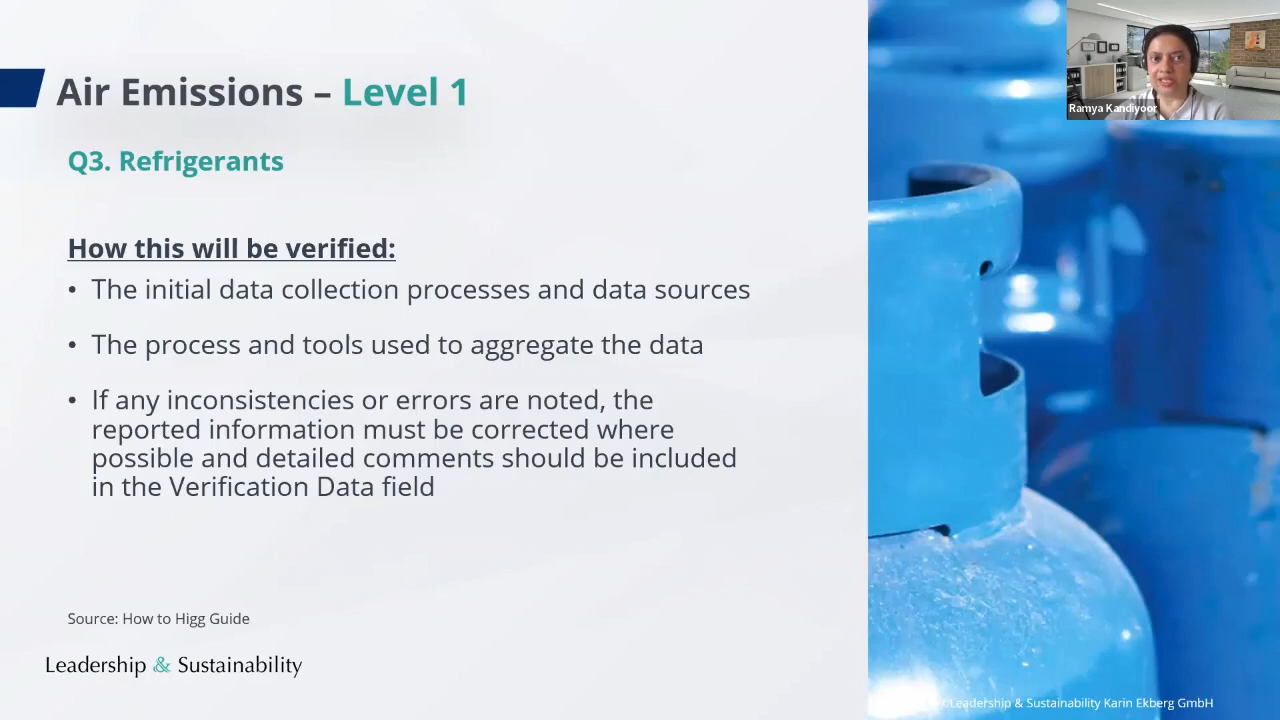 Air Emissions – Level 1
Ramya Kandiyoor
Q3. Refrigerants
How this will be verified:
• The initial data collection processes and data sources
• The process and tools used to aggregate the data
• If any inconsistencies or errors are noted, the
reported information must be corrected where
possible and detailed comments should be included
in the Verification Data field
Source: How to Higg Guide
Leadership & Sustainability
©Leadership & Sustainability Karin Ekberg GmbH